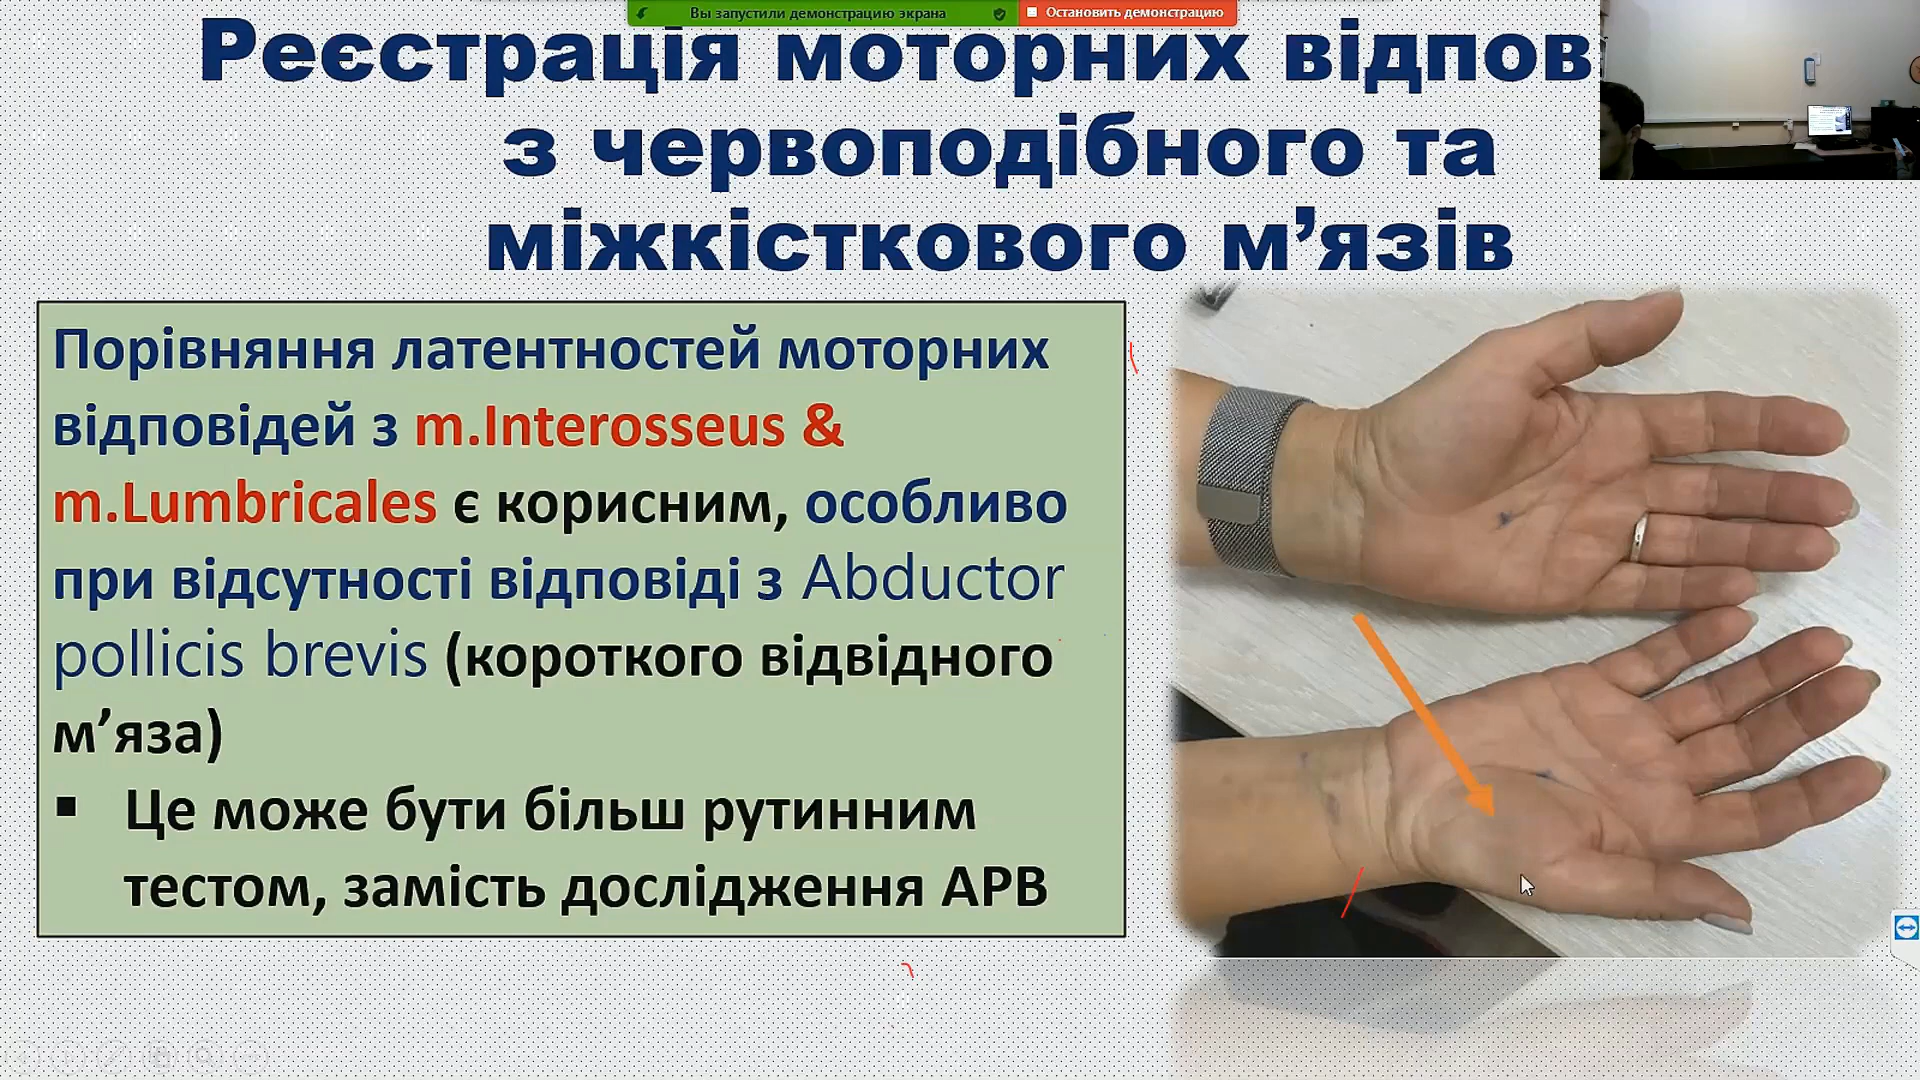 Вы запустили демонстрацию экрана
Остановить демонстрацию
Реєстрація моторних відпов
з червоподібного та
міжкісткового м’язів
Порівняння латентностей моторних
відповідей з m.Interosseus &
m.Lumbricales є корисним, особливо
при відсутності відповіді з Abductor
pollicis brevis (короткого відвідного
м’яза)
▪ Це може бути більш рутинним
тестом, замість дослідження APB